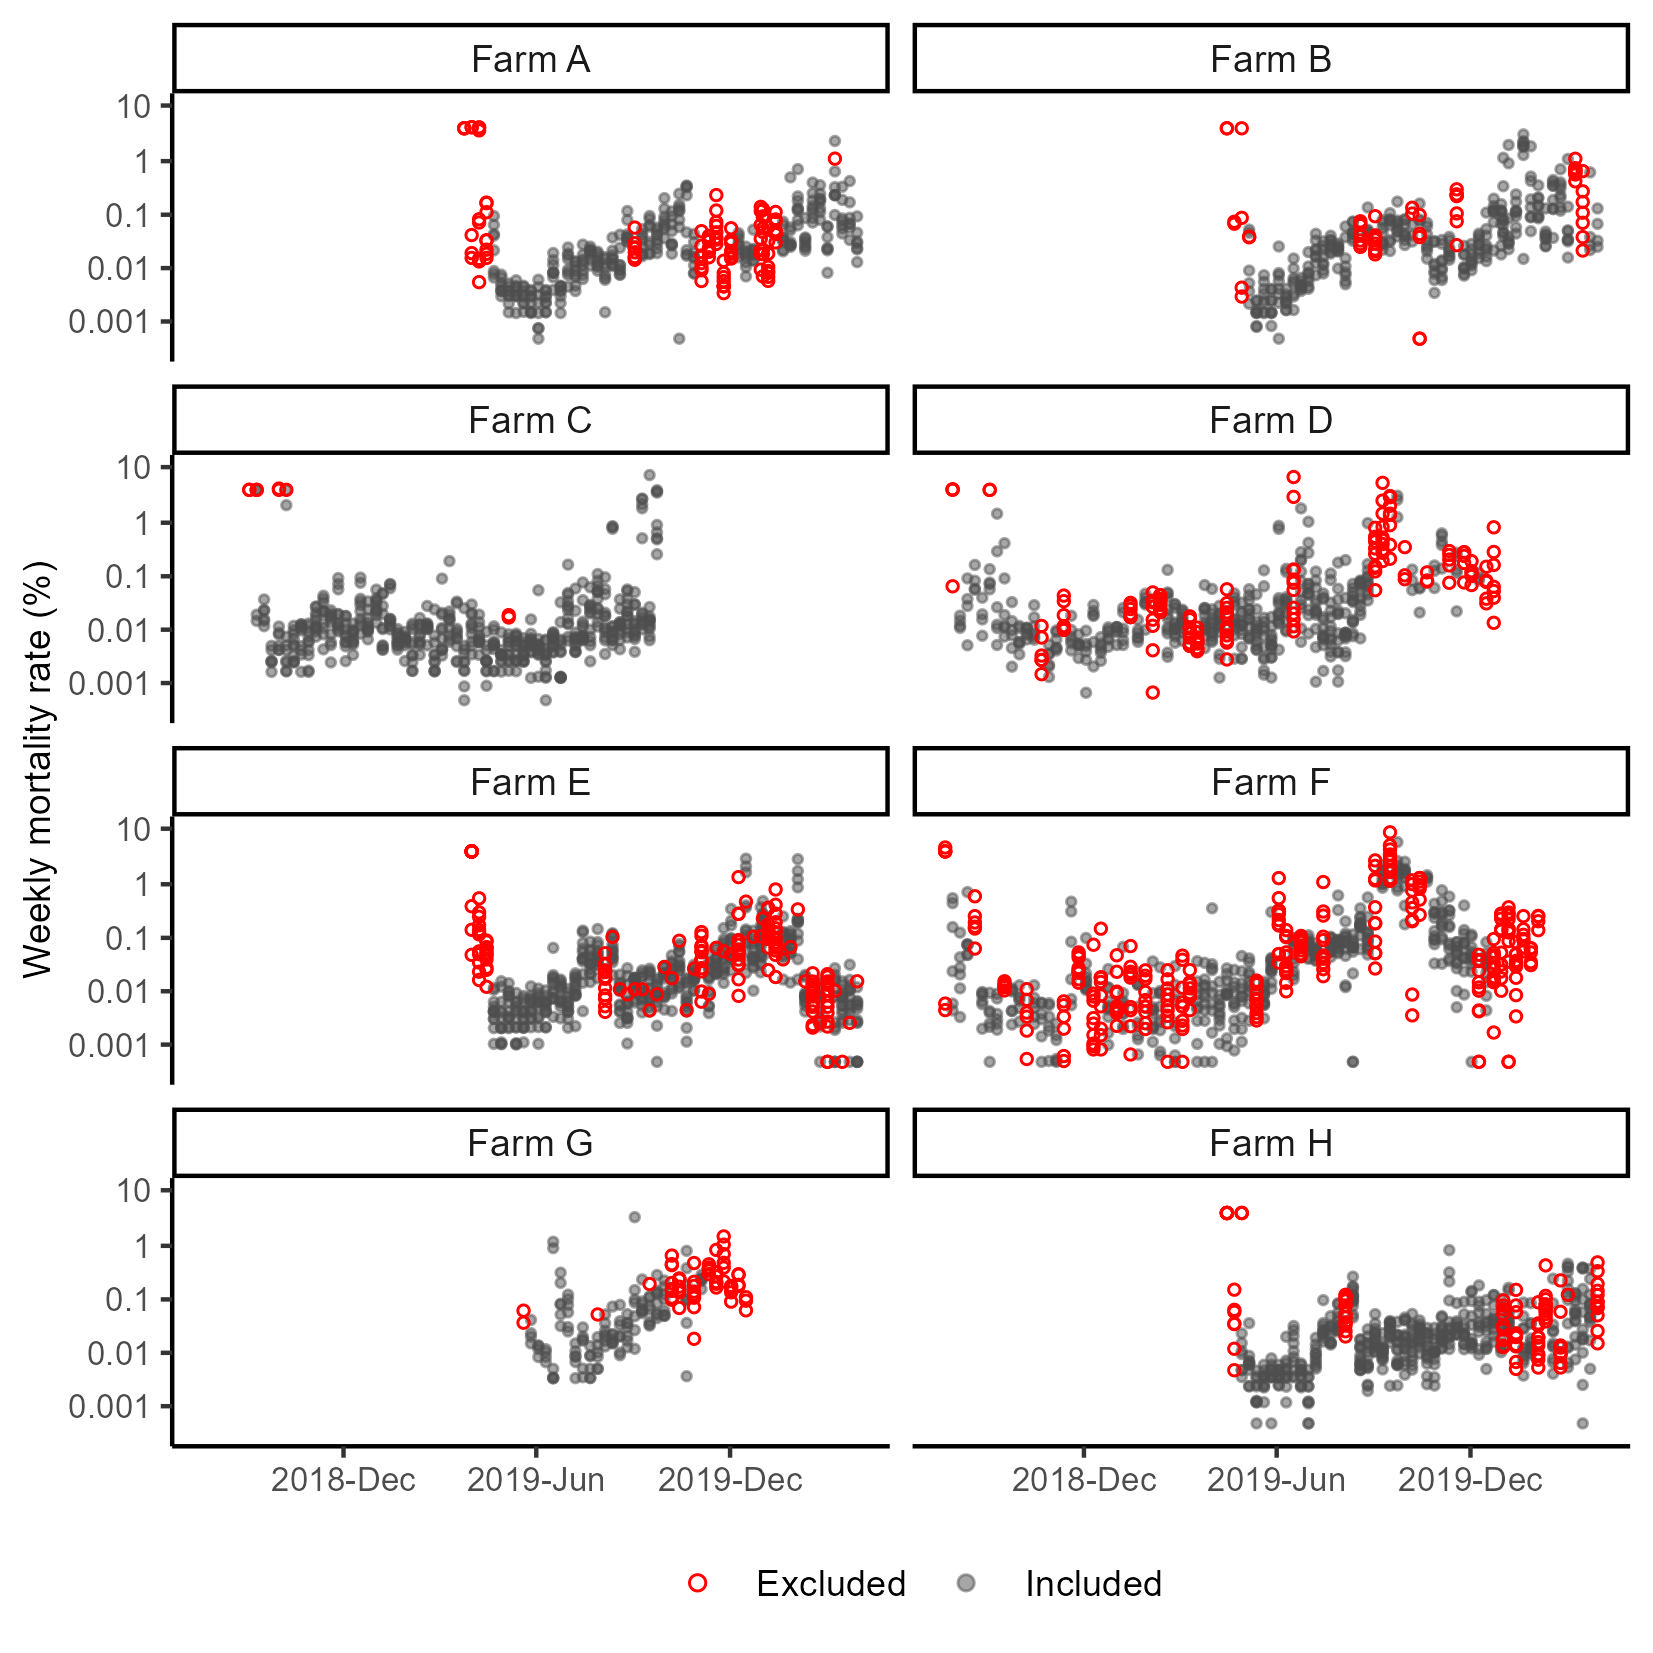 Farm A
Farm B
10
1
0.1
0.01
0.001
Farm C
Farm D
10
1
0.1
0.01
0.001
Weekly mortality rate (%)
Farm E
Farm F
10
1
0.1
0.01
0.001
Farm G
Farm H
10
1
0.1
0.01
0.001
2018-Dec 2019-Jun 2019-Dec 2018-Dec 2019-Jun 2019-Dec
Excluded Included